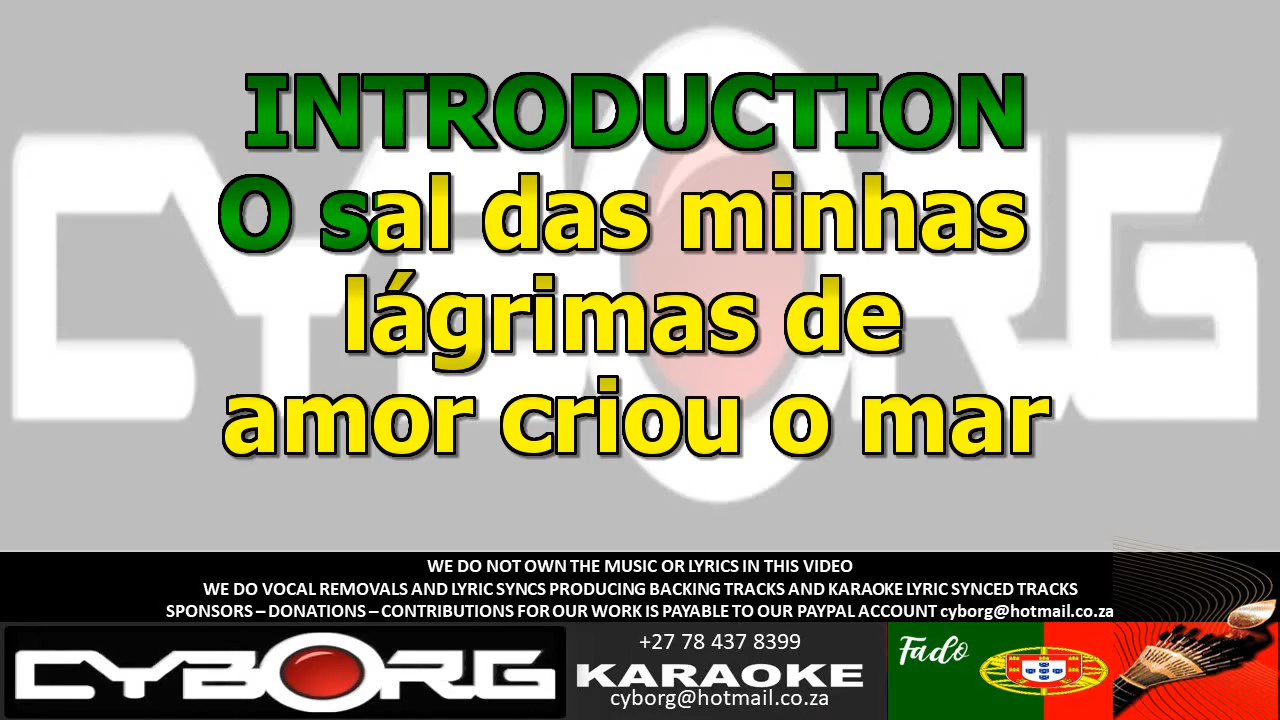 INTRODUCTION
O sal das minhas
lágrimas de
amor criou o mar
WE DO NOT OWN THE MUSIC OR LYRICS IN THIS VIDEO
WE DO VOCAL REMOVALS AND LYRIC SYNCS PRODUCING BACKING TRACKS AND KARAOKE LYRIC SYNCED TRACKS
SPONSORS – DONATIONS – CONTRIBUTIONS FOR OUR WORK IS PAYABLE TO OUR PAYPAL ACCOUNT cyborg@hotmail.co.za
CYBORG
+27 78 437 8399
KARAOKE
cyborg@hotmail.co.za
Fado
CYBORG